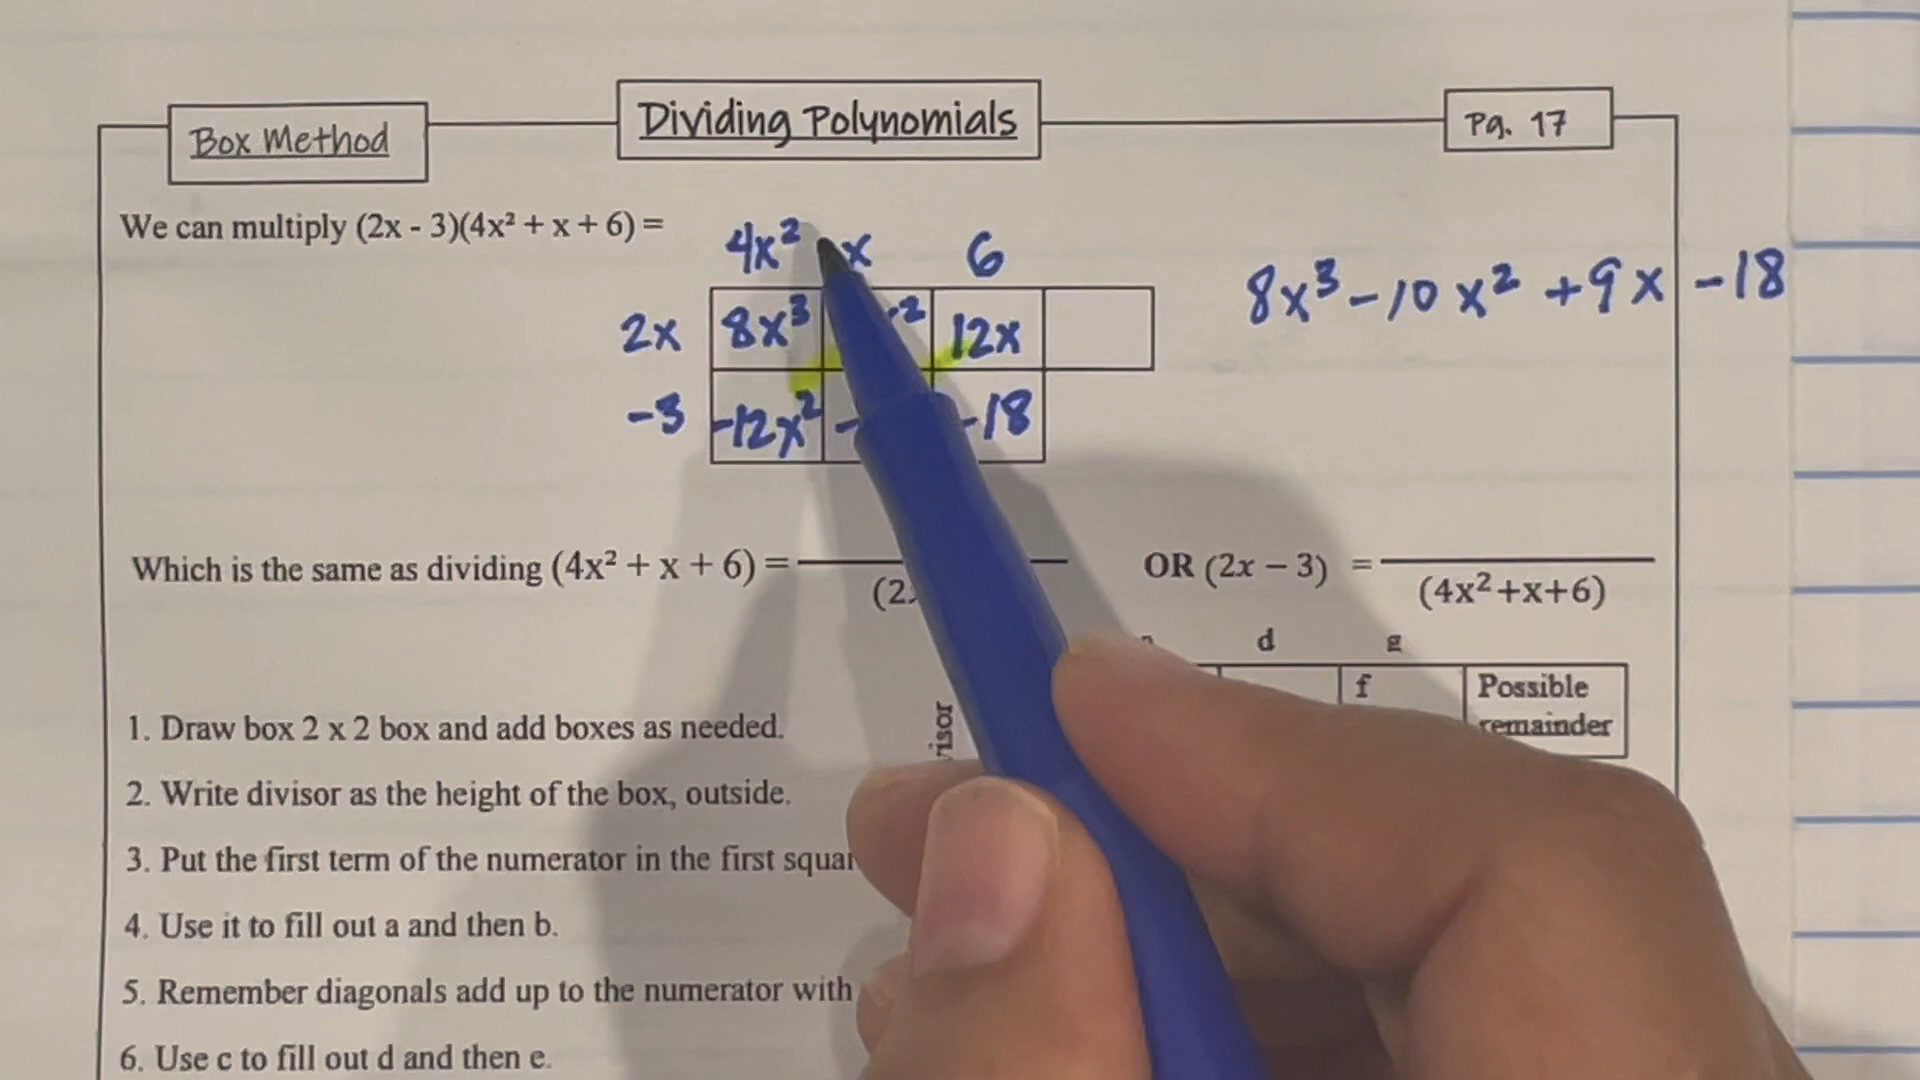 Box Method
Dividing Polynomials
Pg. 17
We can multiply (2x - 3)(4x² + x + 6) =
4x² x 6
8x³ - 10x² + 9x - 18
2x 8x³ ² 12x
-3 -12x² - -18
Which is the same as dividing (4x² + x + 6) =
(2
OR (2x − 3) =
(4x²+x+6)
d g
f Possible
remainder
1. Draw box 2 x 2 box and add boxes as needed.
2. Write divisor as the height of the box, outside.
3. Put the first term of the numerator in the first
4. Use it to fill out a and then b.
5. Remember diagonals add up to the numerator with
6. Use c to fill out d and then e.